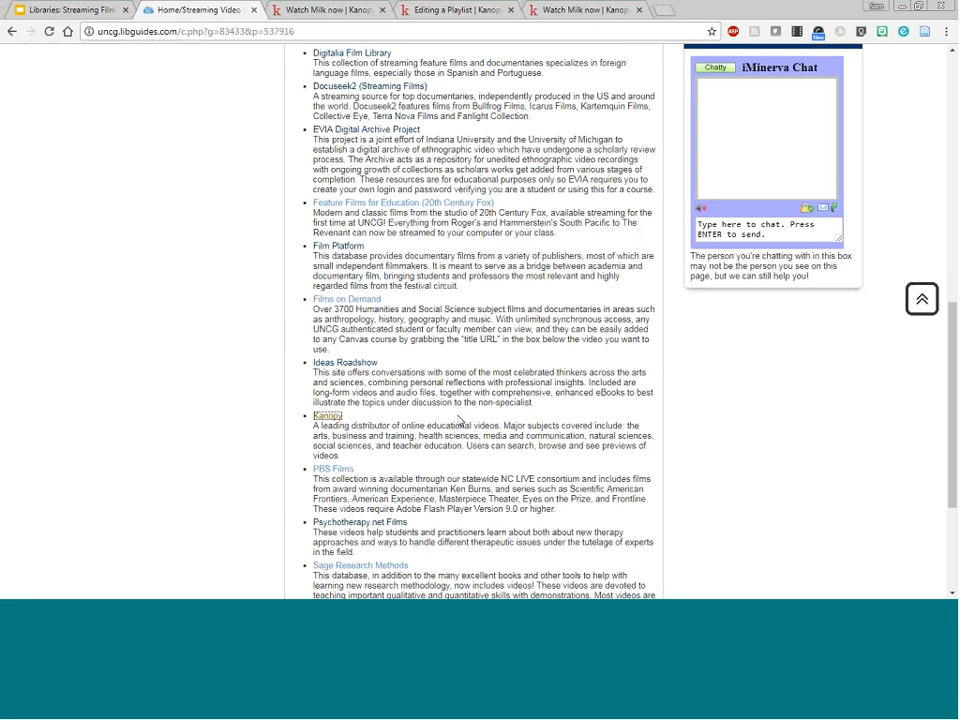 Libraries: Streaming Film
Home/Streaming Video
Watch Milk now | Kanopy
Editing a Playlist | Kanopy
Watch Milk now | Kanopy
Sam
uncg.libguides.com/c.php?g=83433&p=537916
Digitalia Film Library
This collection of streaming feature films and documentaries specializes in foreign
language films, especially those in Spanish and Portuguese.
Docuseek2 (Streaming Films)
A streaming source for top documentaries, independently produced in the US and around
the world. Docuseek2 features films from Bullfrog Films, Icarus Films, Kartemquin Films,
Collective Eye, Terra Nova Films and Fanlight Collection.
EVIA Digital Archive Project
This project is a joint effort of Indiana University and the University of Michigan to
establish a digital archive of ethnographic video which have undergone a scholarly review
process. The Archive acts as a repository for unedited ethnographic video recordings
with ongoing growth of collections as scholars works get added from various stages of
completion. These resources are for educational purposes only so EVIA requires you to
create your own login and password verifying you are a student or using this for a course.
Feature Films for Education (20th Century Fox)
Modern and classic films from the studio of 20th Century Fox, available streaming for the
first time at UNCG! Everything from Roger's and Hammerstein's South Pacific to The
Revenant can now be streamed to your computer or your class.
Film Platform
This database provides documentary films from a variety of publishers, most of which are
small independent filmmakers. It is meant to serve as a bridge between academia and
documentary film, bringing students and professors the most relevant and highly
regarded films from the festival circuit.
Films on Demand
Over 3700 Humanities and Social Science subject films and documentaries in areas such
as anthropology, history, geography and music. With unlimited synchronous access, any
UNCG authenticated student or faculty member can view, and they can be easily added
to any Canvas course by grabbing the "title URL" in the box below the video you want to
use.
Ideas Roadshow
This site offers conversations with some of the most celebrated thinkers across the arts
and sciences, combining personal reflections with professional insights. Included are
long-form videos and audio files, together with comprehensive, enhanced eBooks to best
illustrate the topics under discussion to the non-specialist.
Kanopy
A leading distributor of online educational videos. Major subjects covered include: the
arts, business and training, health sciences, media and communication, natural sciences,
social sciences, and teacher education. Users can search, browse and see previews of
videos.
PBS Films
This collection is available through our statewide NC LIVE consortium and includes films
from award winning documentarian Ken Burns, and series such as Scientific American
Frontiers, American Experience, Masterpiece Theater, Eyes on the Prize, and Frontline.
These videos require Adobe Flash Player Version 9.0 or higher.
Psychotherapy.net Films
These videos help students and practitioners learn about both about new therapy
approaches and ways to handle different therapeutic issues under the tutelage of experts
in the field.
Sage Research Methods
This database, in addition to the many excellent books and other tools to help with
learning new research methodology, now includes videos! These videos are devoted to
teaching important qualitative and quantitative skills with demonstrations. Most videos are
Chatty
iMinerva Chat
Type here to chat. Press
ENTER to send.
The person you're chatting with in this box
may not be the person you see on this
page, but we can still help you!